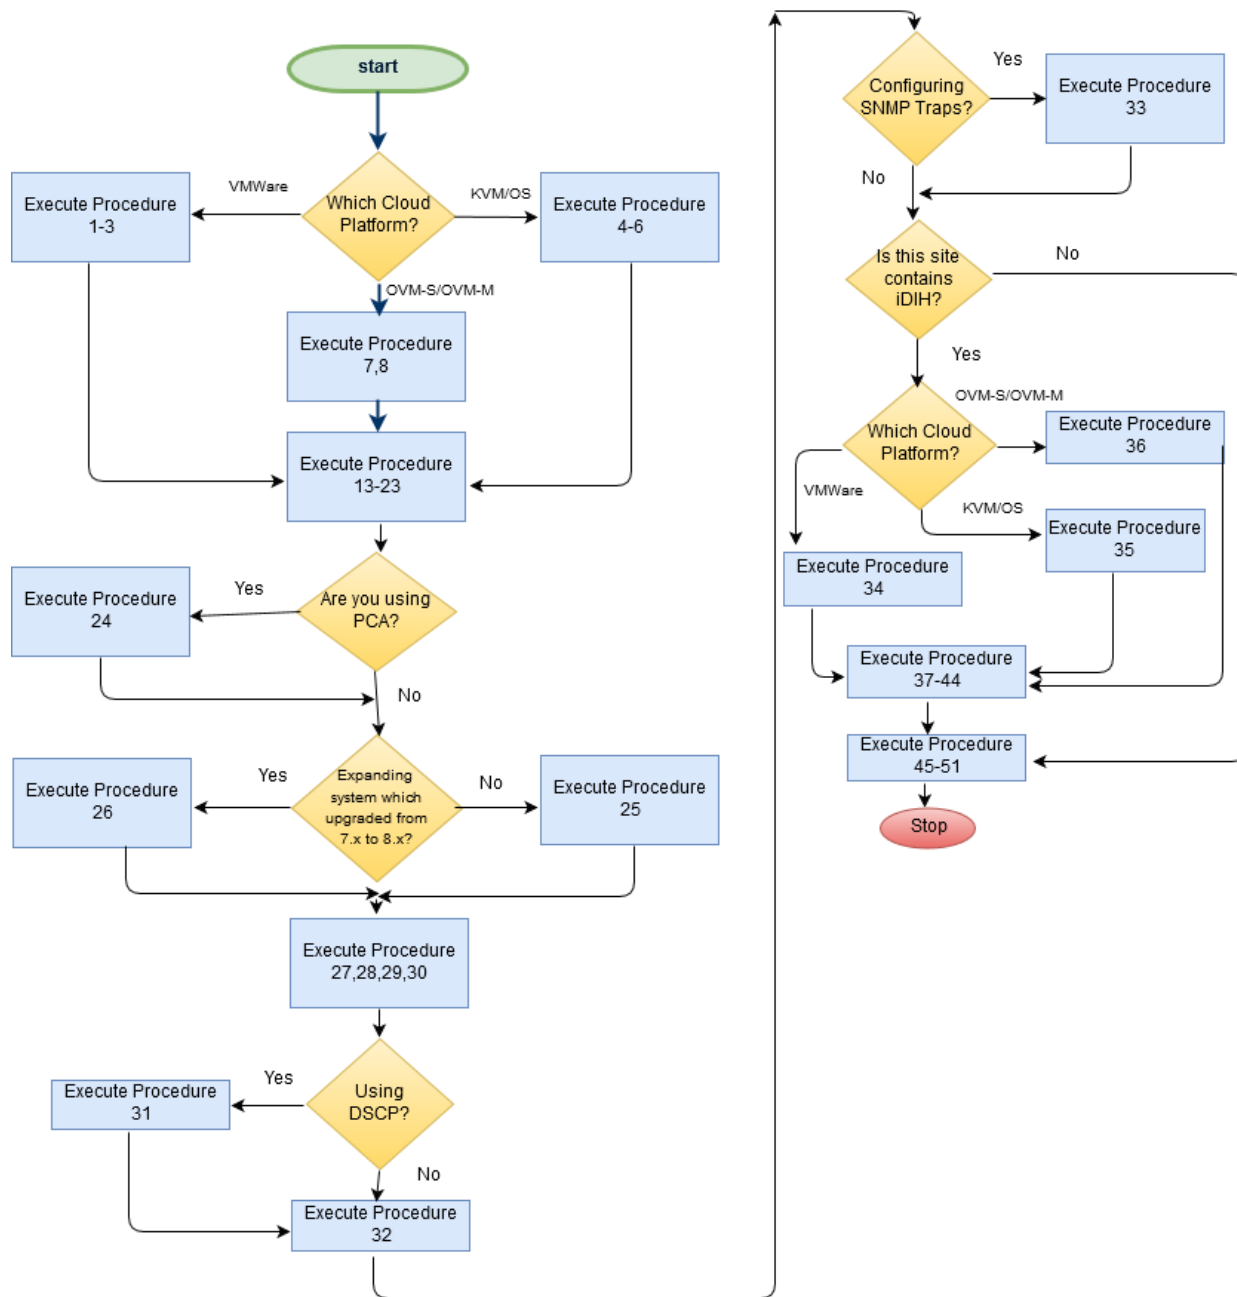 start
VMWare
Which Cloud
Platform?
KVM/OS
Execute Procedure
1-3
Execute Procedure
4-6
OVM-S/OVM-M
Execute Procedure
7,8
Execute Procedure
13-23
Yes
Are you using
PCA?
Execute Procedure
24
No
Yes
Expanding
system which
upgraded from
7.x to 8.x?
No
Execute Procedure
26
Execute Procedure
25
Execute Procedure
27,28,29,30
Yes
Using
DSCP?
Execute Procedure
31
No
Execute Procedure
32
Configuring
SNMP Traps?
Yes
Execute Procedure
33
No
Is this site
contains
iDIH?
No
Yes
Which Cloud
Platform?
OVM-S/OVM-M
Execute Procedure
36
VMWare
KVM/OS
Execute Procedure
35
Execute Procedure
34
Execute Procedure
37-44
Execute Procedure
45-51
Stop